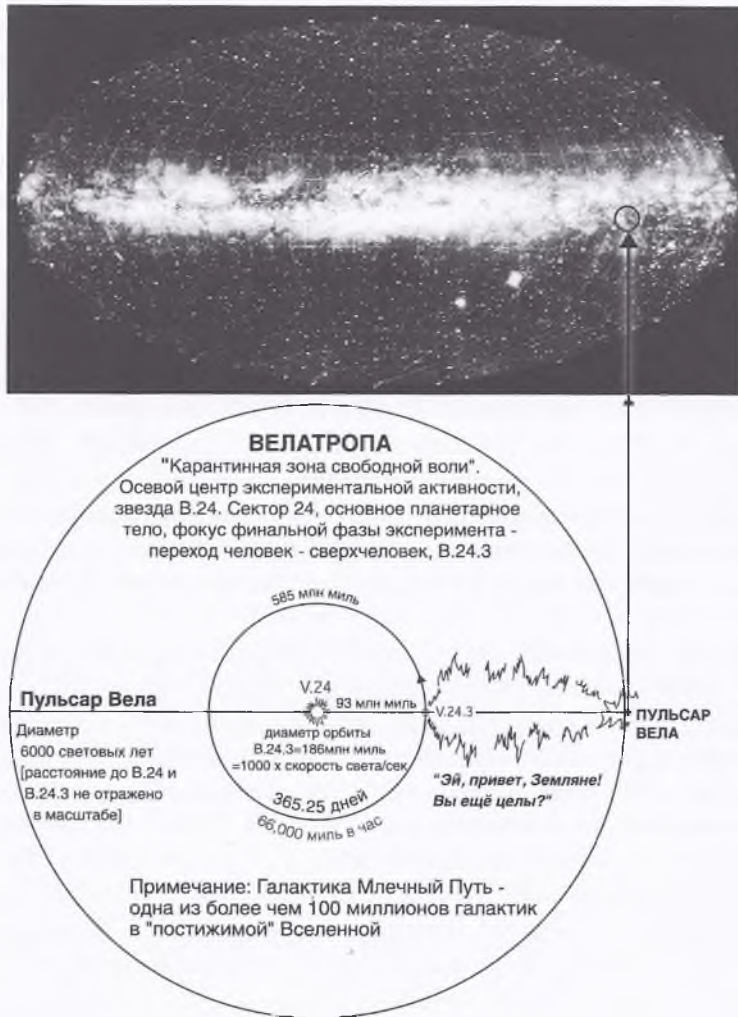 ВЕЛАТРОПА
"Карантинная зона свободной воли".
Осевой центр экспериментальной активности,
звезда В.24. Сектор 24, основное планетарное
тело, фокус финальной фазы эксперимента -
переход человек - сверхчеловек, В.24.3
585 млн миль
V.24
93 млн миль
V.24.3
Пульсар Вела
ПУЛЬСАР
ВЕЛА
Диаметр
6000 световых лет
[расстояние до В.24 и
В.24.3 не отражено
в масштабе]
диаметр орбиты
В.24.3=186млн миль
=1000 x скорость света/сек
365.25 дней
66,000 миль в час
"Эй, привет, Земляне!
Вы ещё целы?"
Примечание: Галактика Млечный Путь -
одна из более чем 100 миллионов галактик
в "постижимой" Вселенной